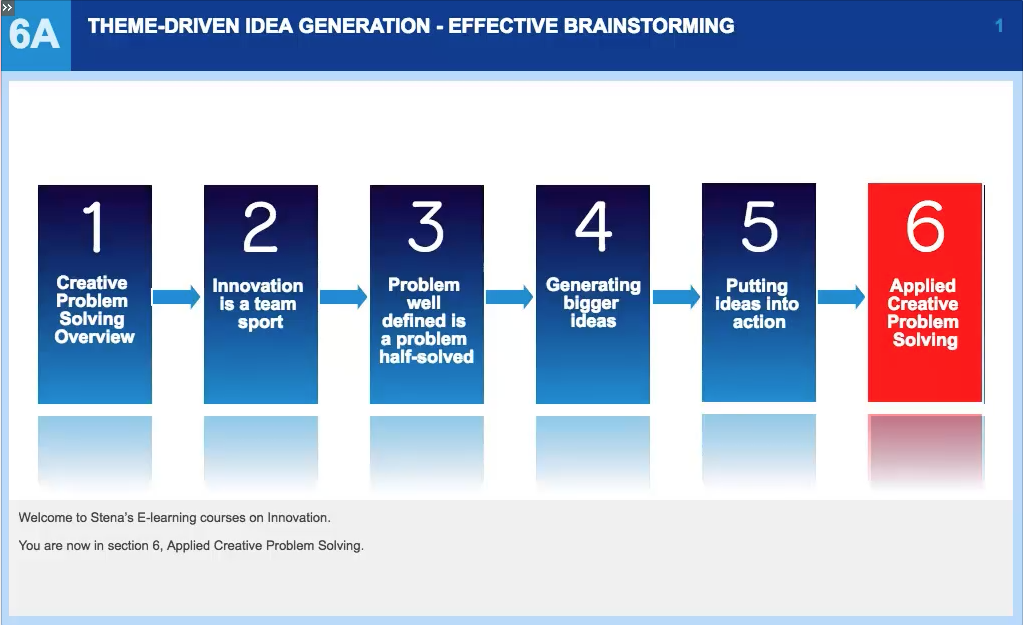 6A
THEME-DRIVEN IDEA GENERATION - EFFECTIVE BRAINSTORMING
1
1
Creative
Problem
Solving
Overview
2
Innovation
is a team
sport
3
Problem
well
defined is
a problem
half-solved
4
Generating
bigger
ideas
5
Putting
ideas into
action
6
Applied
Creative
Problem
Solving
Welcome to Stena’s E-learning courses on Innovation.
You are now in section 6, Applied Creative Problem Solving.